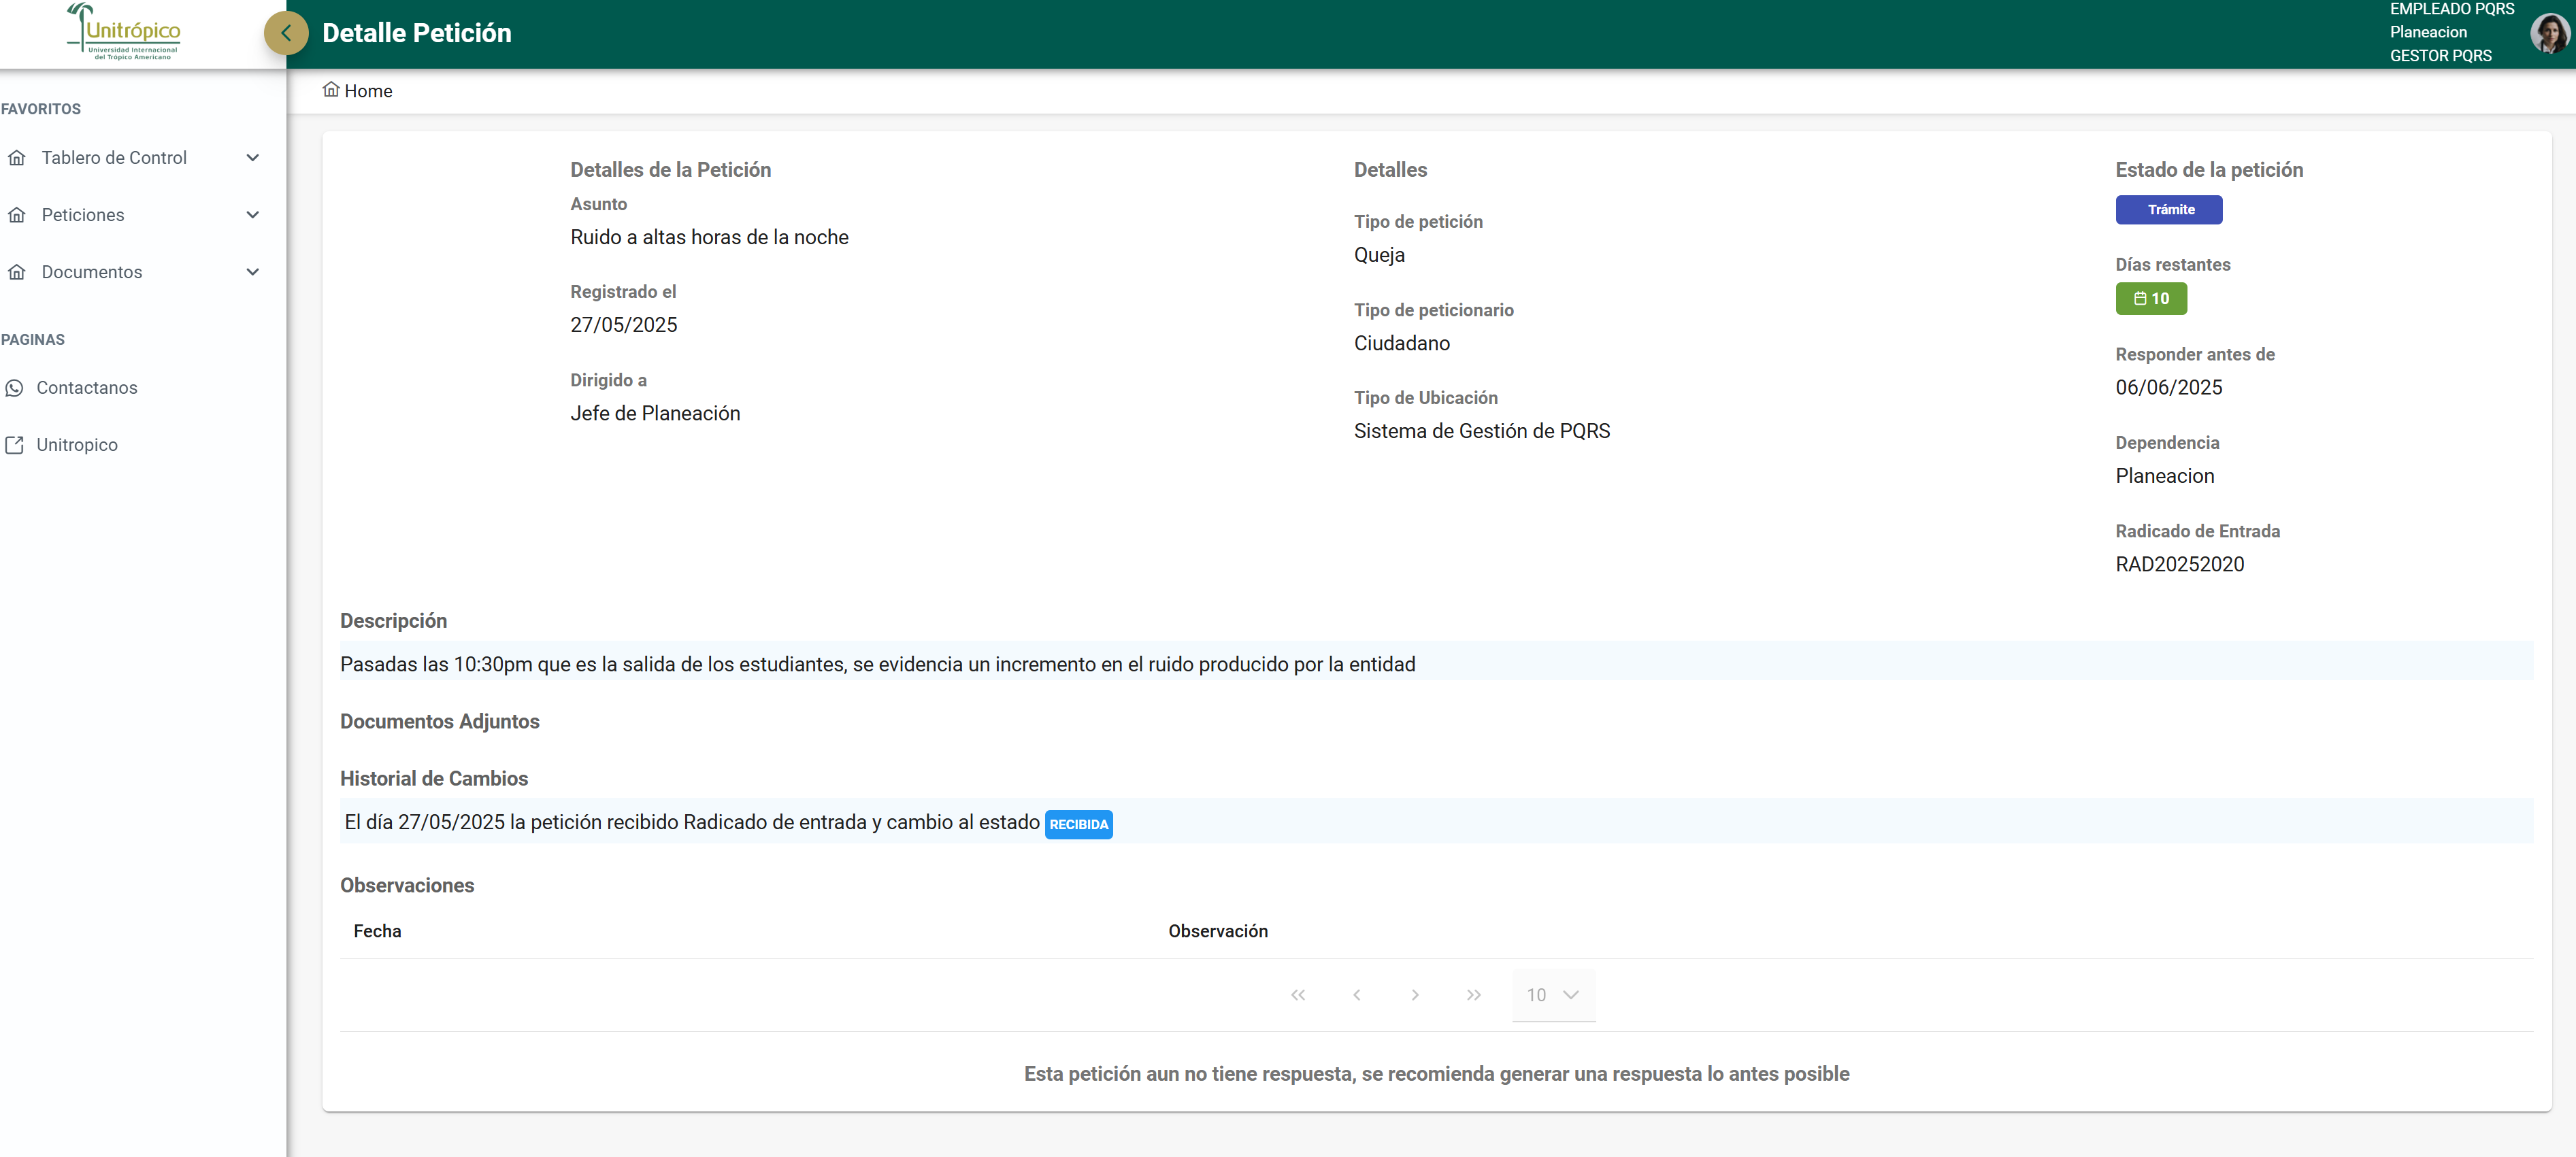 Unitrópico
Universidad Internacional
del Trópico Americano
Detalle Petición
EMPLEADO PQRS
Planeacion
GESTOR PQRS
Home
FAVORITOS
Tablero de Control
Peticiones
Documentos
PAGINAS
Contactanos
Unitropico
Detalles de la Petición
Asunto
Ruido a altas horas de la noche
Registrado el
27/05/2025
Dirigido a
Jefe de Planeación
Detalles
Tipo de petición
Queja
Tipo de peticionario
Ciudadano
Tipo de Ubicación
Sistema de Gestión de PQRS
Estado de la petición
Trámite
Días restantes
10
Responder antes de
06/06/2025
Dependencia
Planeacion
Radicado de Entrada
RAD20252020
Descripción
Pasadas las 10:30pm que es la salida de los estudiantes, se evidencia un incremento en el ruido producido por la entidad
Documentos Adjuntos
Historial de Cambios
El día 27/05/2025 la petición recibido Radicado de entrada y cambio al estado RECIBIDA
Observaciones
Fecha Observación
10
Esta petición aun no tiene respuesta, se recomienda generar una respuesta lo antes posible